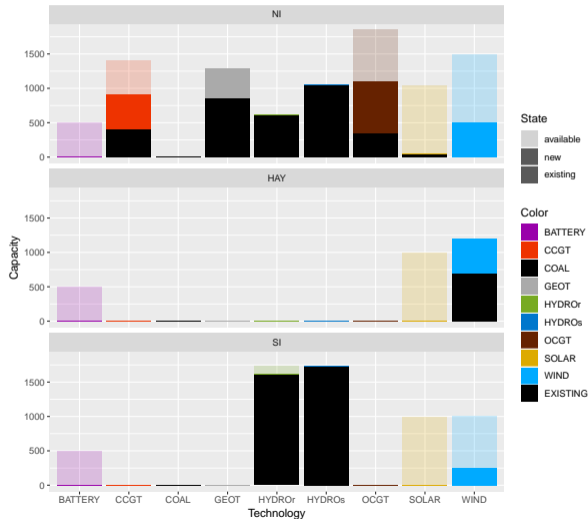 NI
1500
1000
500
0
HAY
1500
1000
500
0
SI
1500
1000
500
0
BATTERY CCGT COAL GEOT HYDROr HYDROs OCGT SOLAR WIND
Technology
Capacity
State
available
new
existing
Color
BATTERY
CCGT
COAL
GEOT
HYDROr
HYDROs
OCGT
SOLAR
WIND
EXISTING